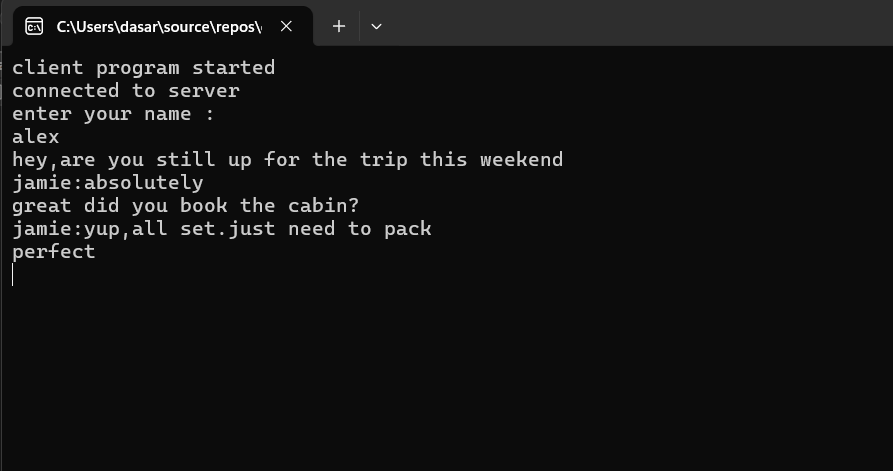 C:\Users\dasar\source\repos\
client program started
connected to server
enter your name :
alex
hey,are you still up for the trip this weekend
jamie:absolutely
great did you book the cabin?
jamie:yup,all set.just need to pack
perfect